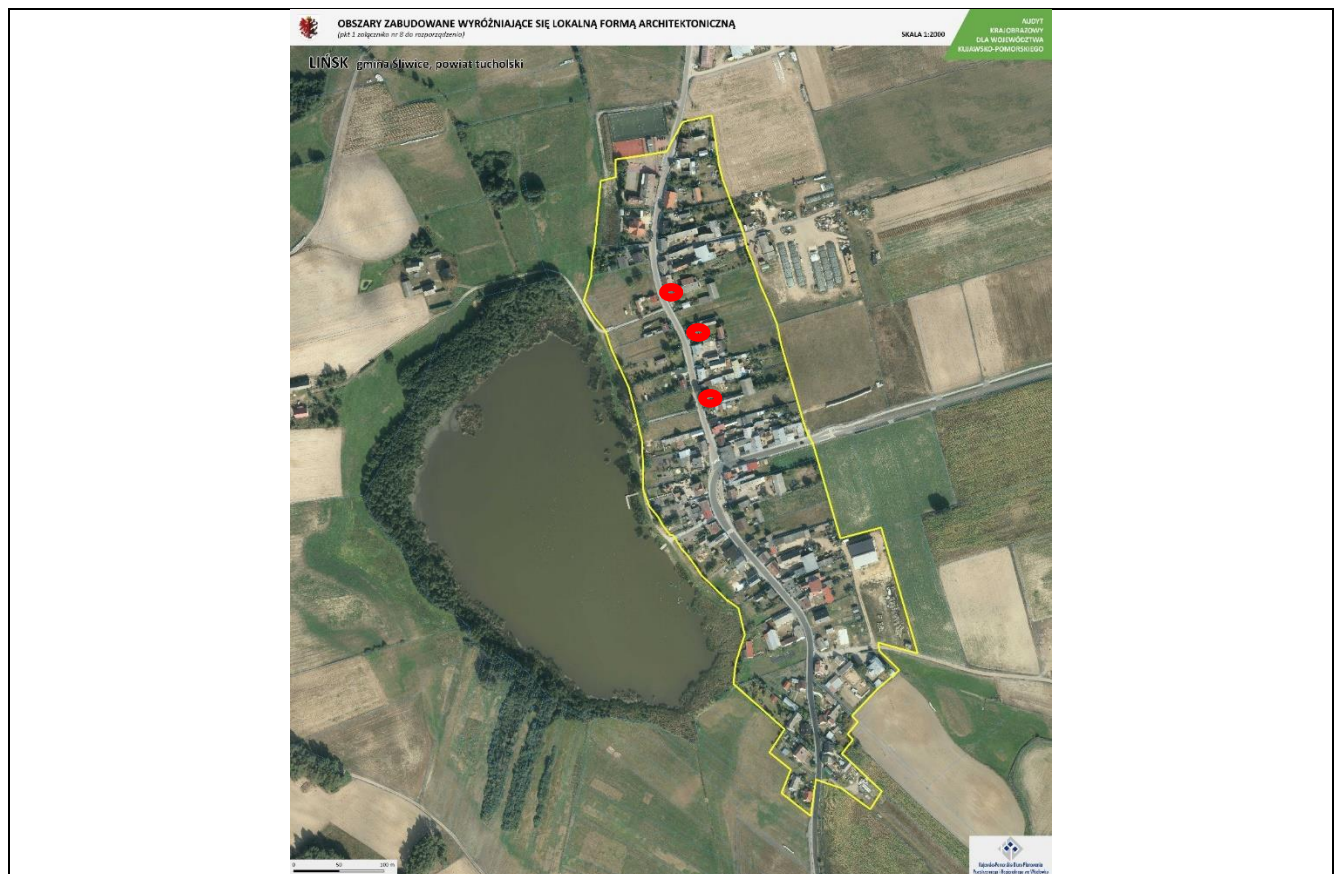 OBSZARY ZABUDOWANE WYRÓŻNIAJĄCE SIĘ LOKALNĄ FORMĄ ARCHITEKTONICZNĄ
(pkt 1 załącznika nr 8 do rozporządzenia)
SKALA 1:2000
AUDYT
KRAJOBRAZOWY
DLA WOJEWÓDZTWA
KUJAWSKO-POMORSKIEGO
LIŃSK gmina Śliwice, powiat tucholski
0 50 100 m